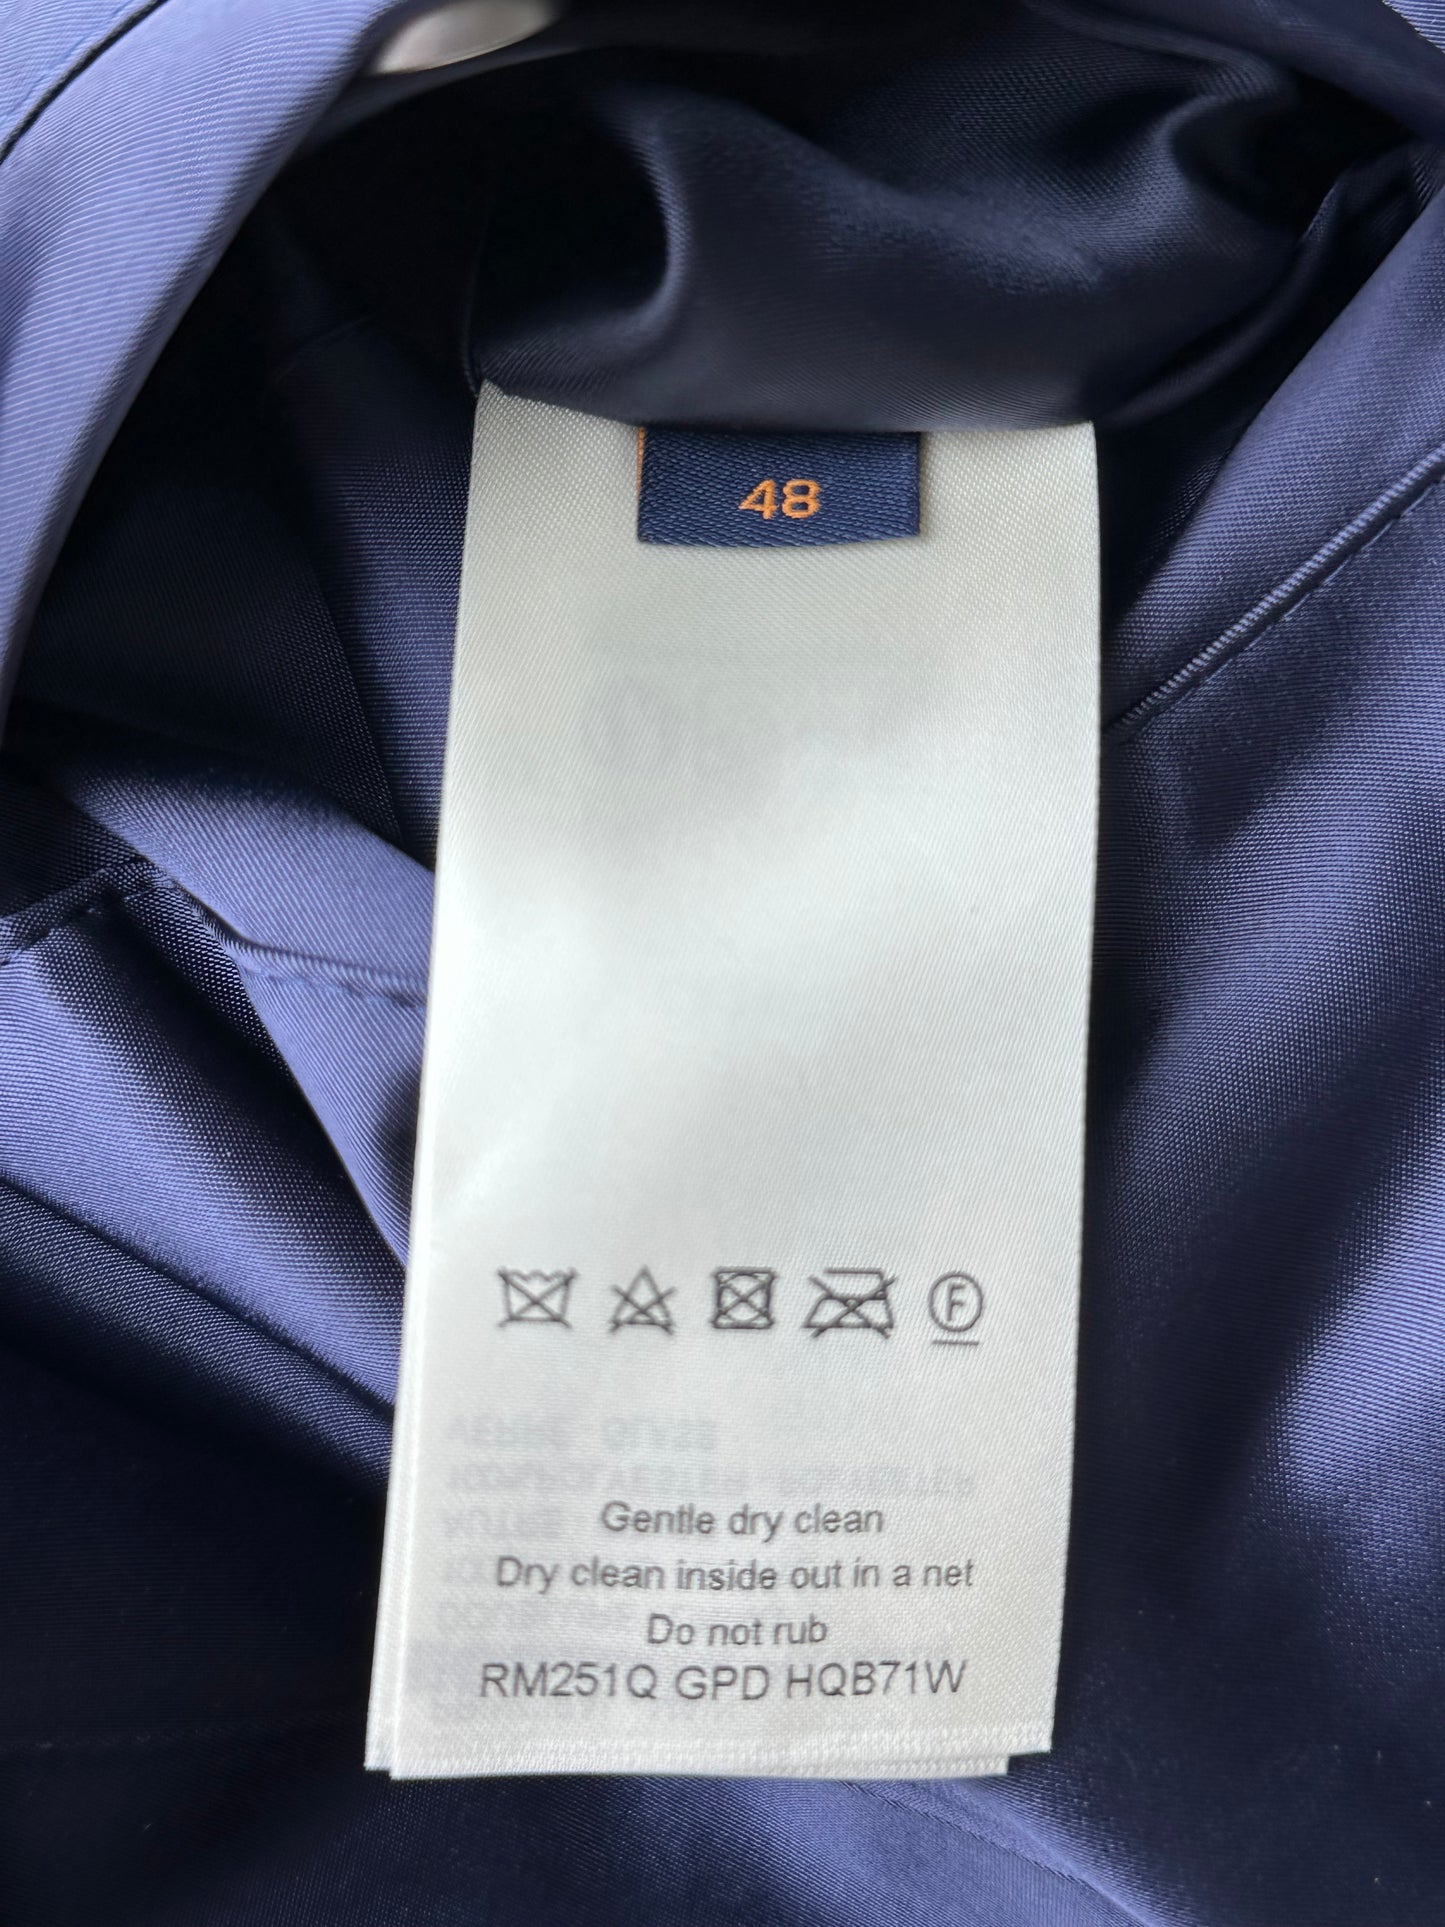 48
F
Gentle dry clean
Dry clean inside out in a net
Do not rub
RM251Q GPD HQB71W